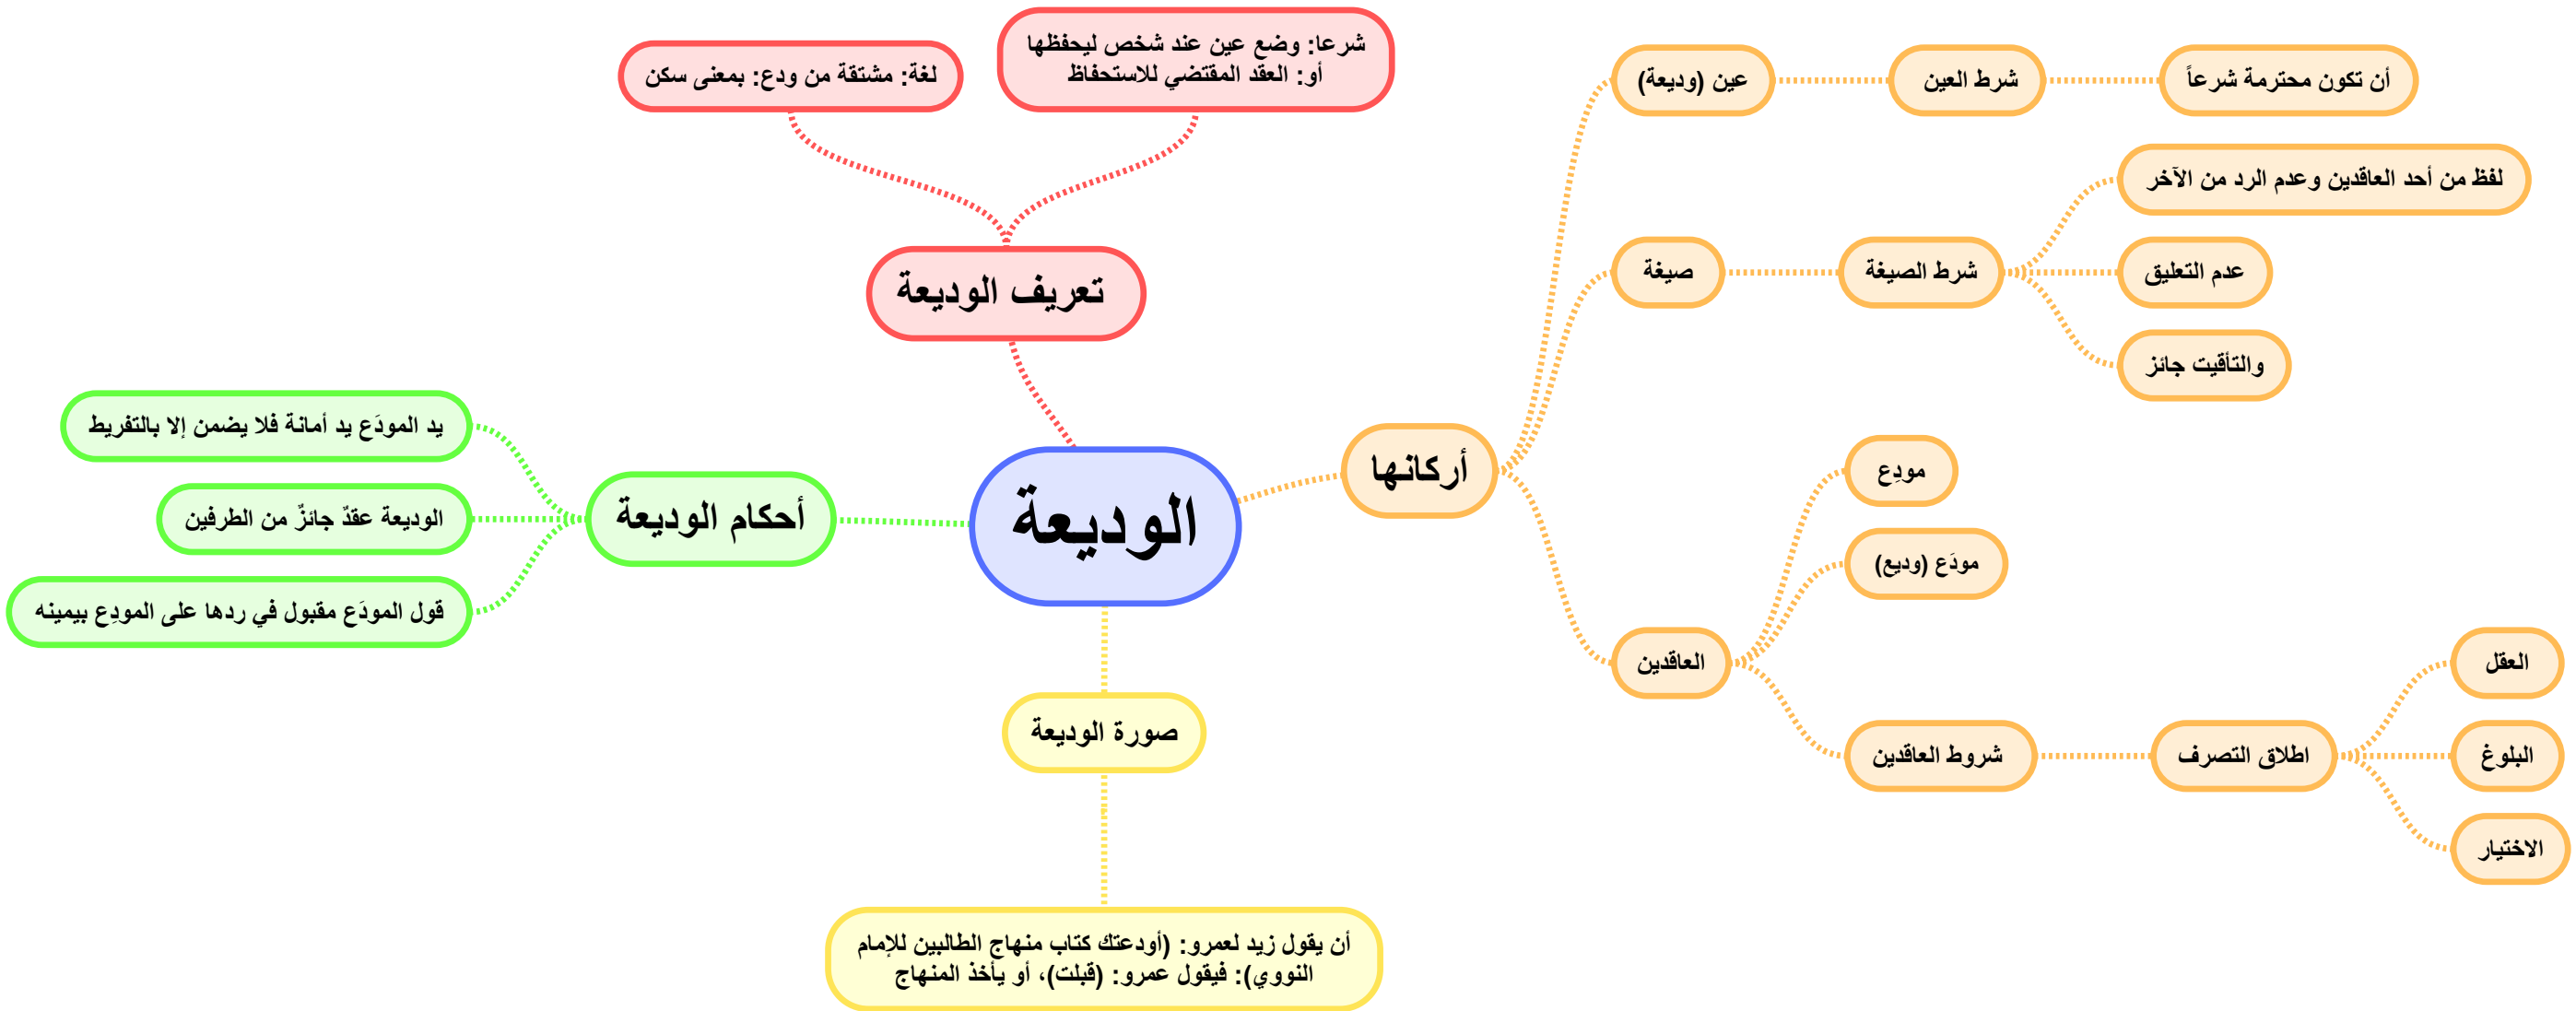 الوديعة
تعريف الوديعة
لغة: مشتقة من ودع: بمعنى سكن
شرعا: وضع عين عند شخص ليحفظها
أو: العقد المقتضي للاستحفاظ
أركانها
عين (وديعة)
شرط العين
أن تكون محترمة شرعاً
صيغة
شرط الصيغة
لفظ من أحد العاقدين وعدم الرد من الآخر
عدم التعليق
والتأقيت جائز
العاقدين
مودِع
مودَع (وديع)
شروط العاقدين
اطلاق التصرف
العقل
البلوغ
الاختيار
صورة الوديعة
أن يقول زيد لعمرو: (أودعتك كتاب منهاج الطالبين للإمام
النووي): فيقول عمرو: (قبلت)، أو يأخذ المنهاج
أحكام الوديعة
يد المودَع يد أمانة فلا يضمن إلا بالتفريط
الوديعة عقدٌ جائزٌ من الطرفين
قول المودَع مقبول في ردها على المودِع بيمينه